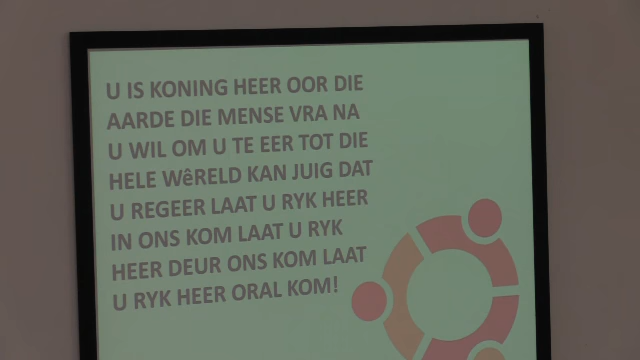 U IS KONING HEER OOR DIE
AARDE DIE MENSE VRA NA
U WIL OM U TE EER TOT DIE
HELE WêRELD KAN JUIG DAT
U REGEER LAAT U RYK HEER
IN ONS KOM LAAT U RYK
HEER DEUR ONS KOM LAAT
U RYK HEER ORAL KOM!